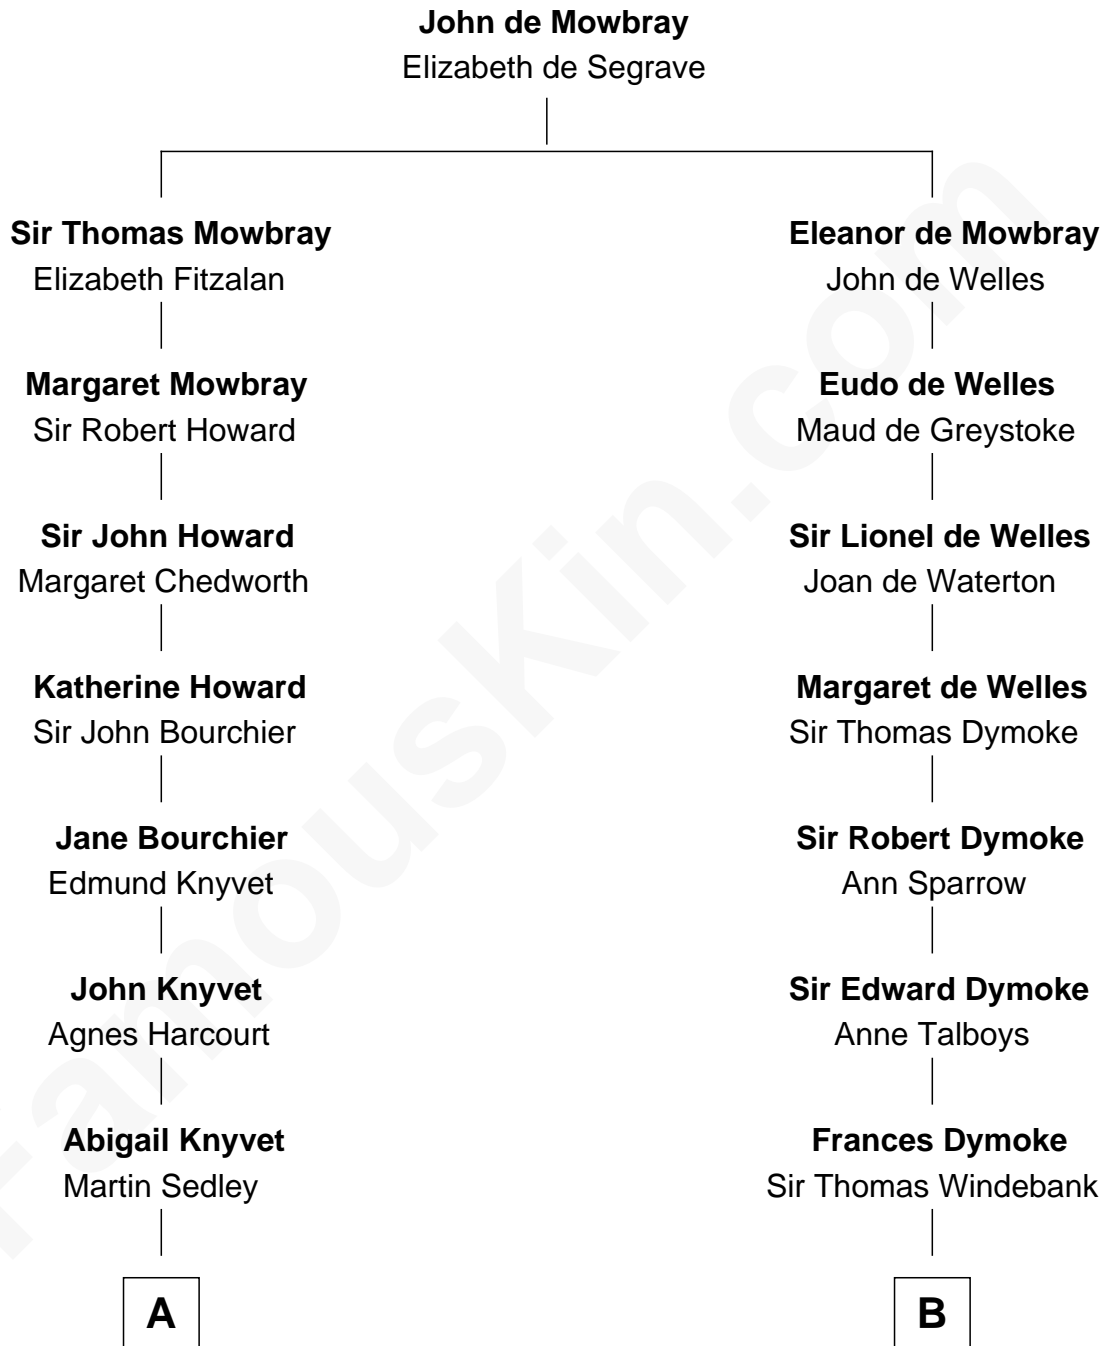 John de Mowbray
Elizabeth de Segrave
Sir Thomas Mowbray
Elizabeth Fitzalan
Margaret Mowbray
Sir Robert Howard
Sir John Howard
Margaret Chedworth
Katherine Howard
Sir John Bourchier
Jane Bourchier
Edmund Knyvet
John Knyvet
Agnes Harcourt
Abigail Knyvet
Martin Sedley
A
Eleanor de Mowbray
John de Welles
Eudo de Welles
Maud de Greystoke
Sir Lionel de Welles
Joan de Waterton
Margaret de Welles
Sir Thomas Dymoke
Sir Robert Dymoke
Ann Sparrow
Sir Edward Dymoke
Anne Talboys
Frances Dymoke
Sir Thomas Windebank
B
FamousKin.com